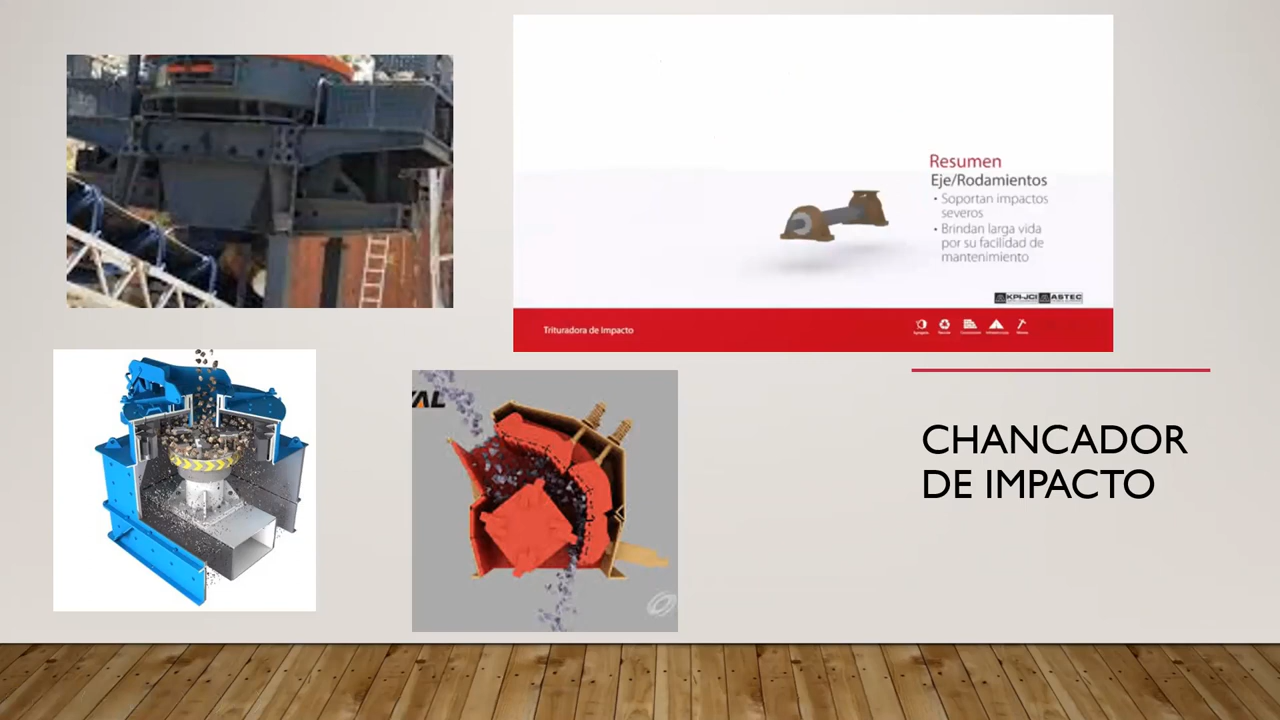 Resumen
Eje/Rodamientos
• Soportan impactos
severos
• Brindan larga vida
por su facilidad de
mantenimiento
KPI-JCI ASTEC
Trituradora de Impacto
CHANCADOR
DE IMPACTO